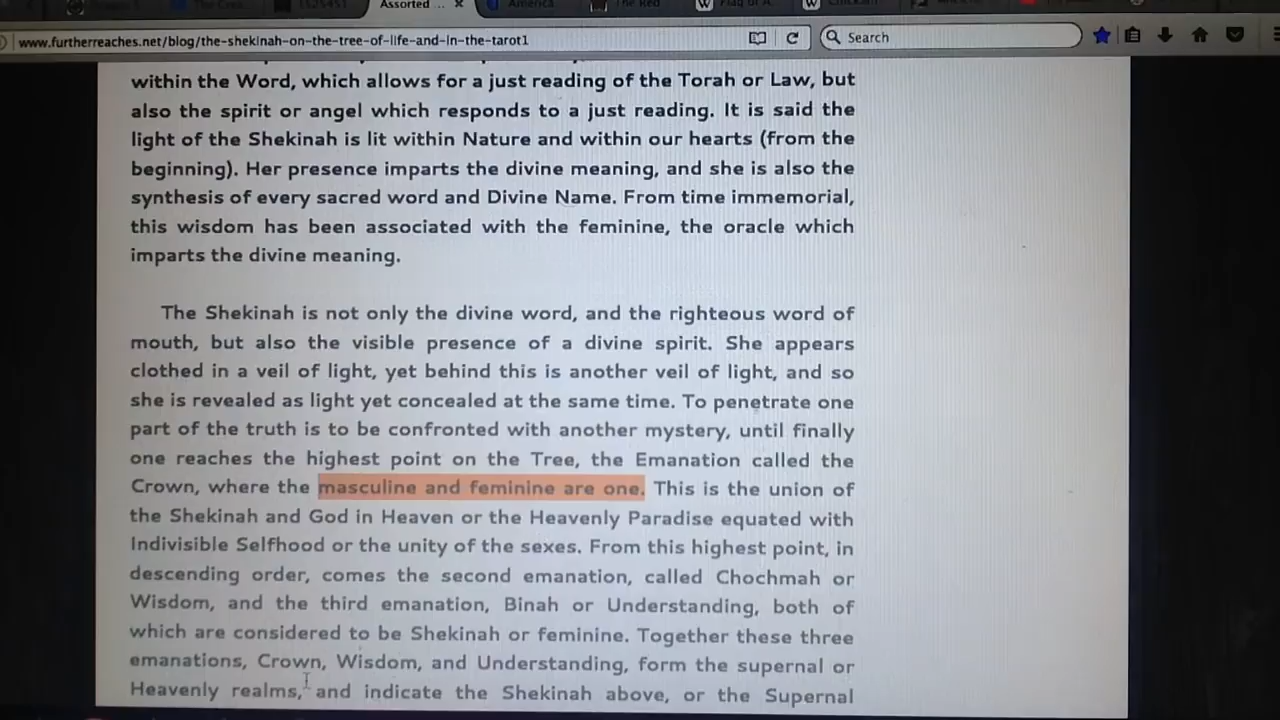 Assorted ...
America
The Red
www.furtherreaches.net/blog/the-shekinah-on-the-tree-of-life-and-in-the-tarot1
Search
within the Word, which allows for a just reading of the Torah or Law, but
also the spirit or angel which responds to a just reading. It is said the
light of the Shekinah is lit within Nature and within our hearts (from the
beginning). Her presence imparts the divine meaning, and she is also the
synthesis of every sacred word and Divine Name. From time immemorial,
this wisdom has been associated with the feminine, the oracle which
imparts the divine meaning.
The Shekinah is not only the divine word, and the righteous word of
mouth, but also the visible presence of a divine spirit. She appears
clothed in a veil of light, yet behind this is another veil of light, and so
she is revealed as light yet concealed at the same time. To penetrate one
part of the truth is to be confronted with another mystery, until finally
one reaches the highest point on the Tree, the Emanation called the
Crown, where the masculine and feminine are one. This is the union of
the Shekinah and God in Heaven or the Heavenly Paradise equated with
Indivisible Selfhood or the unity of the sexes. From this highest point, in
descending order, comes the second emanation, called Chochmah or
Wisdom, and the third emanation, Binah or Understanding, both of
which are considered to be Shekinah or feminine. Together these three
emanations, Crown, Wisdom, and Understanding, form the supernal or
Heavenly realms, and indicate the Shekinah above, or the Supernal